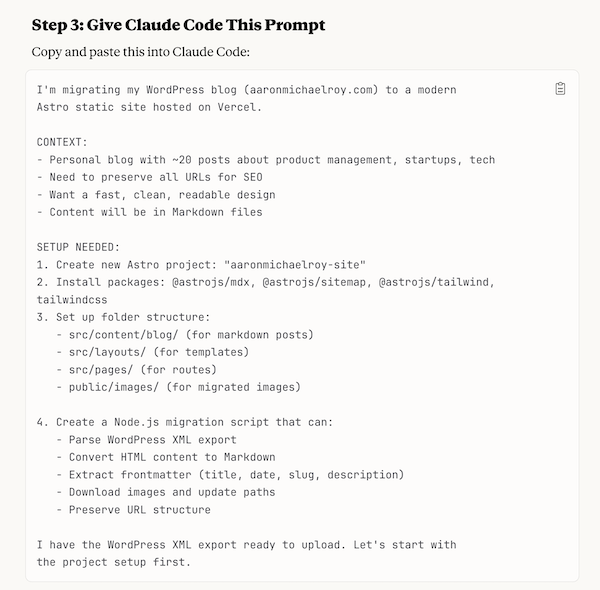 Step 3: Give Claude Code This Prompt
Copy and paste this into Claude Code:
I'm migrating my WordPress blog (aaronmichaelroy.com) to a modern
Astro static site hosted on Vercel.
CONTEXT:
- Personal blog with ~20 posts about product management, startups, tech
- Need to preserve all URLs for SEO
- Want a fast, clean, readable design
- Content will be in Markdown files
SETUP NEEDED:
1. Create new Astro project: "aaronmichaelroy-site"
2. Install packages: @astrojs/mdx, @astrojs/sitemap, @astrojs/tailwind,
tailwindcss
3. Set up folder structure:
- src/content/blog/ (for markdown posts)
- src/layouts/ (for templates)
- src/pages/ (for routes)
- public/images/ (for migrated images)
4. Create a Node.js migration script that can:
- Parse WordPress XML export
- Convert HTML content to Markdown
- Extract frontmatter (title, date, slug, description)
- Download images and update paths
- Preserve URL structure
I have the WordPress XML export ready to upload. Let's start with
the project setup first.